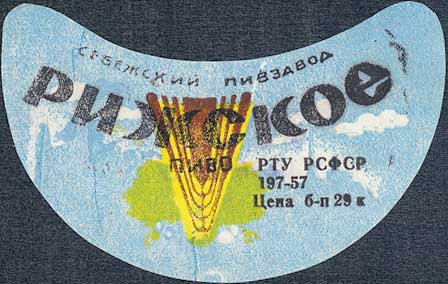 СЕБЕЖСКИЙ ПИВЗАВОД
РИЖСКОЕ
ПИВО
РТУ РСФСР
197-57
Цена б-п 29 к